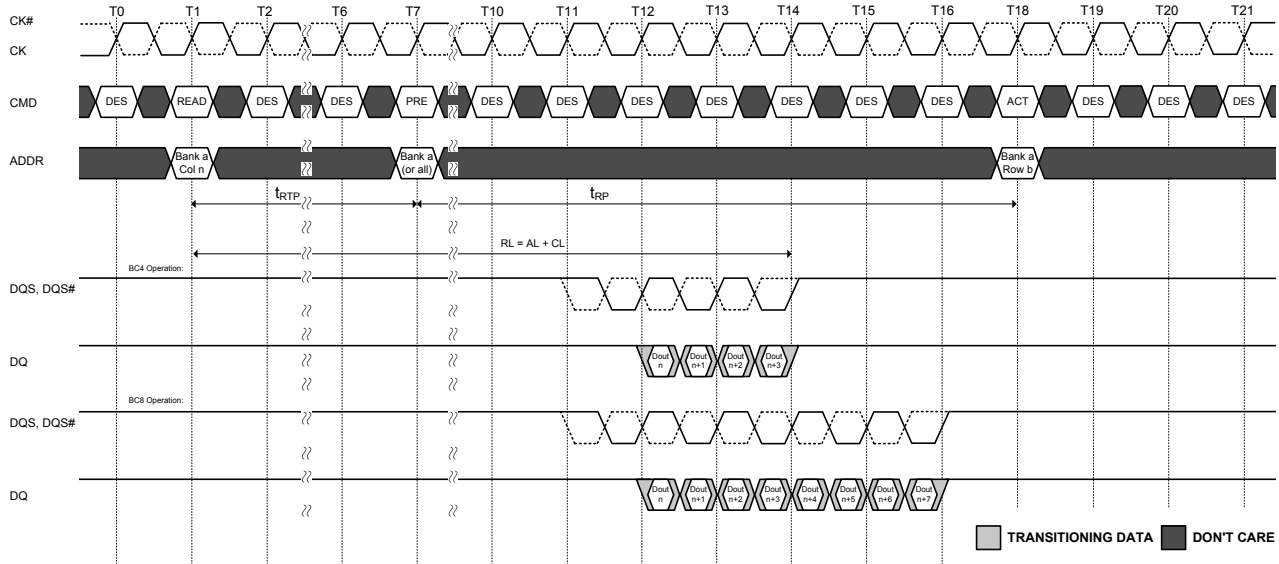 T0 T1 T2 T6 T7 T10 T11 T12 T13 T14 T15 T16 T18 T19 T20 T21
CK#
CK
CMD DES READ DES DES PRE DES DES DES DES DES DES DES ACT DES DES DES
ADDR
Bank a
Col n
Bank a
(or all)
Bank a
Row b
tRTP tRP
RL = AL + CL
BC4 Operation:
DQS, DQS#
DQ
Dout
n
Dout
n+1
Dout
n+2
Dout
n+3
BC8 Operation:
DQS, DQS#
DQ
Dout
n
Dout
n+1
Dout
n+2
Dout
n+3
Dout
n+4
Dout
n+5
Dout
n+6
Dout
n+7
TRANSITIONING DATA DON'T CARE